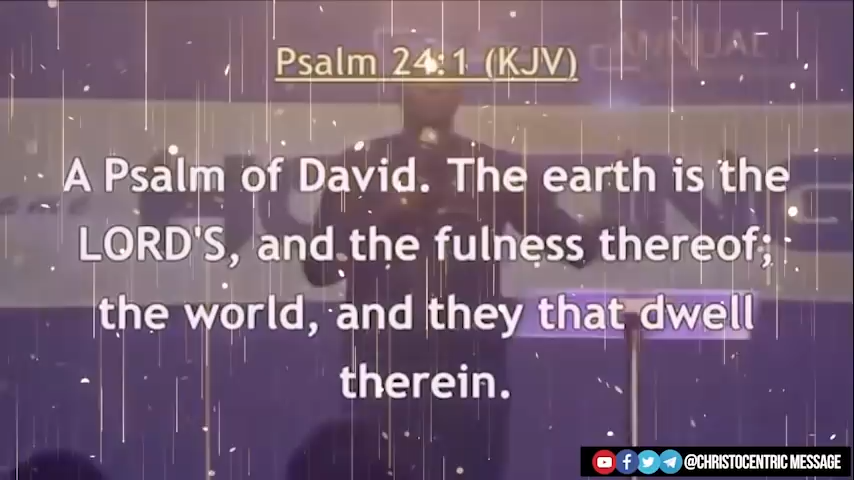 ANNUAL
Psalm 24:1 (KJV)
A Psalm of David. The earth is the
LORD'S, and the fulness thereof;
the world, and they that dwell
therein.
@CHRISTOCENTRIC MESSAGE